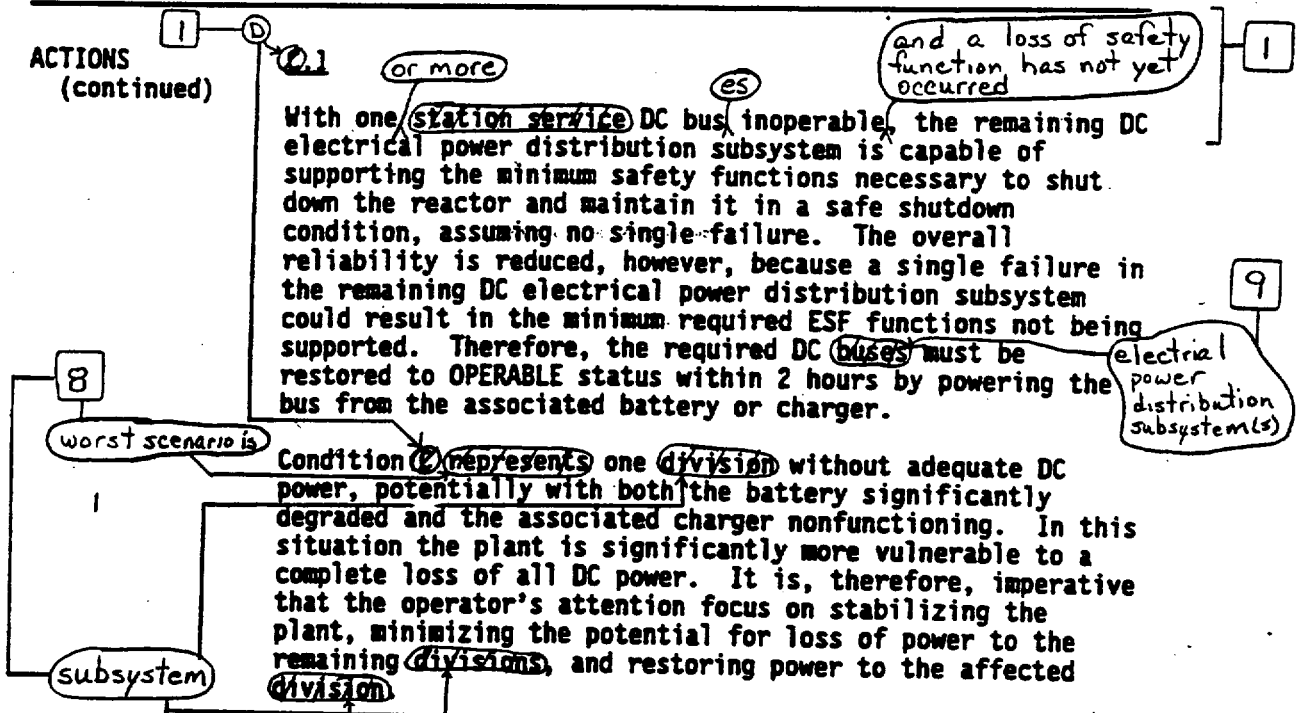 1 D
ACTIONS
(continued)
.1
or more
es
and a loss of safety
function has not yet
occurred
1
With one station service DC bus inoperable, the remaining DC
electrical power distribution subsystem is capable of
supporting the minimum safety functions necessary to shut
down the reactor and maintain it in a safe shutdown
condition, assuming no single failure. The overall
reliability is reduced, however, because a single failure in
the remaining DC electrical power distribution subsystem
could result in the minimum required ESF functions not being
supported. Therefore, the required DC buses must be
restored to OPERABLE status within 2 hours by powering the
bus from the associated battery or charger.
9
electrial
power
distribution
subsystem(s)
8
worst scenario is
1
Condition represents one division without adequate DC
power, potentially with both the battery significantly
degraded and the associated charger nonfunctioning. In this
situation the plant is significantly more vulnerable to a
complete loss of all DC power. It is, therefore, imperative
that the operator's attention focus on stabilizing the
plant, minimizing the potential for loss of power to the
remaining divisions, and restoring power to the affected
division.
subsystem